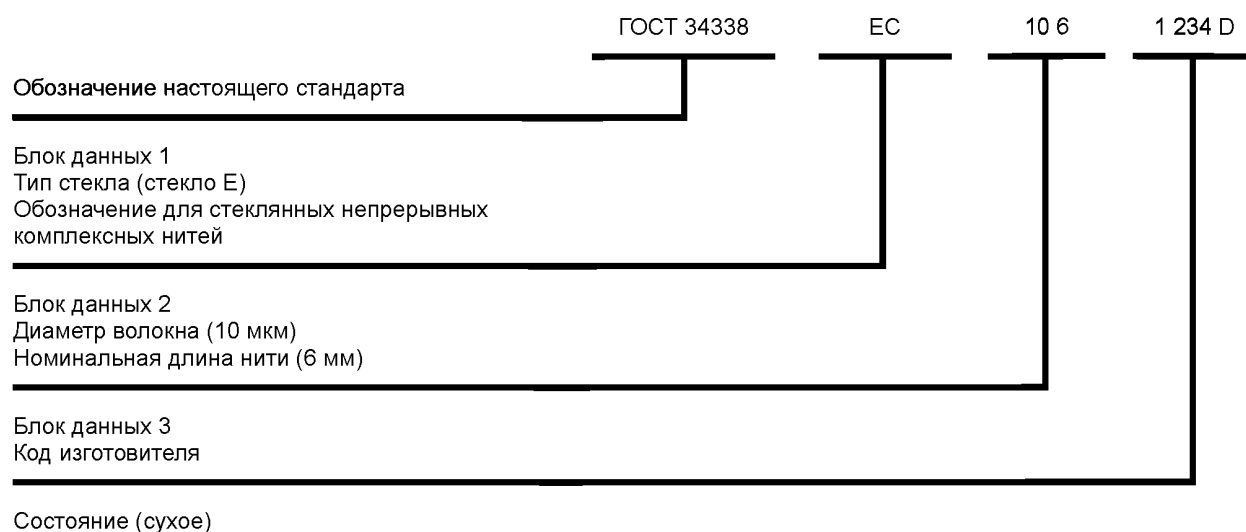 ГОСТ 34338 ЕС 10 6 1 234 D
Обозначение настоящего стандарта
Блок данных 1
Тип стекла (стекло Е)
Обозначение для стеклянных непрерывных
комплексных нитей
Блок данных 2
Диаметр волокна (10 мкм)
Номинальная длина нити (6 мм)
Блок данных 3
Код изготовителя
Состояние (сухое)